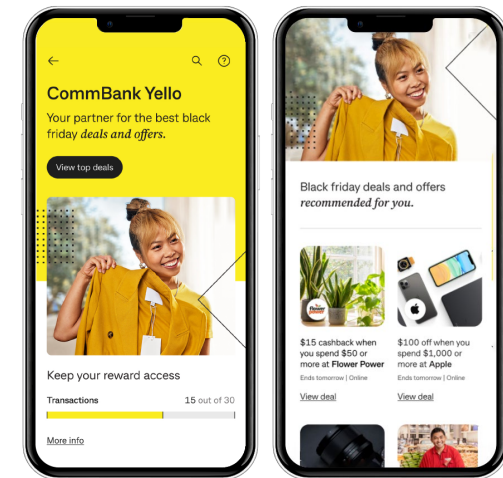 CommBank Yello
Your partner for the best black
friday deals and offers.
View top deals
Keep your reward access
Transactions 15 out of 30
More info
Black friday deals and offers
recommended for you.
flower
power
$15 cashback when
you spend $50 or
more at Flower Power
Ends tomorrow | Online
View deal
$100 off when you
spend $1,000 or
more at Apple
Ends tomorrow | Online
View deal